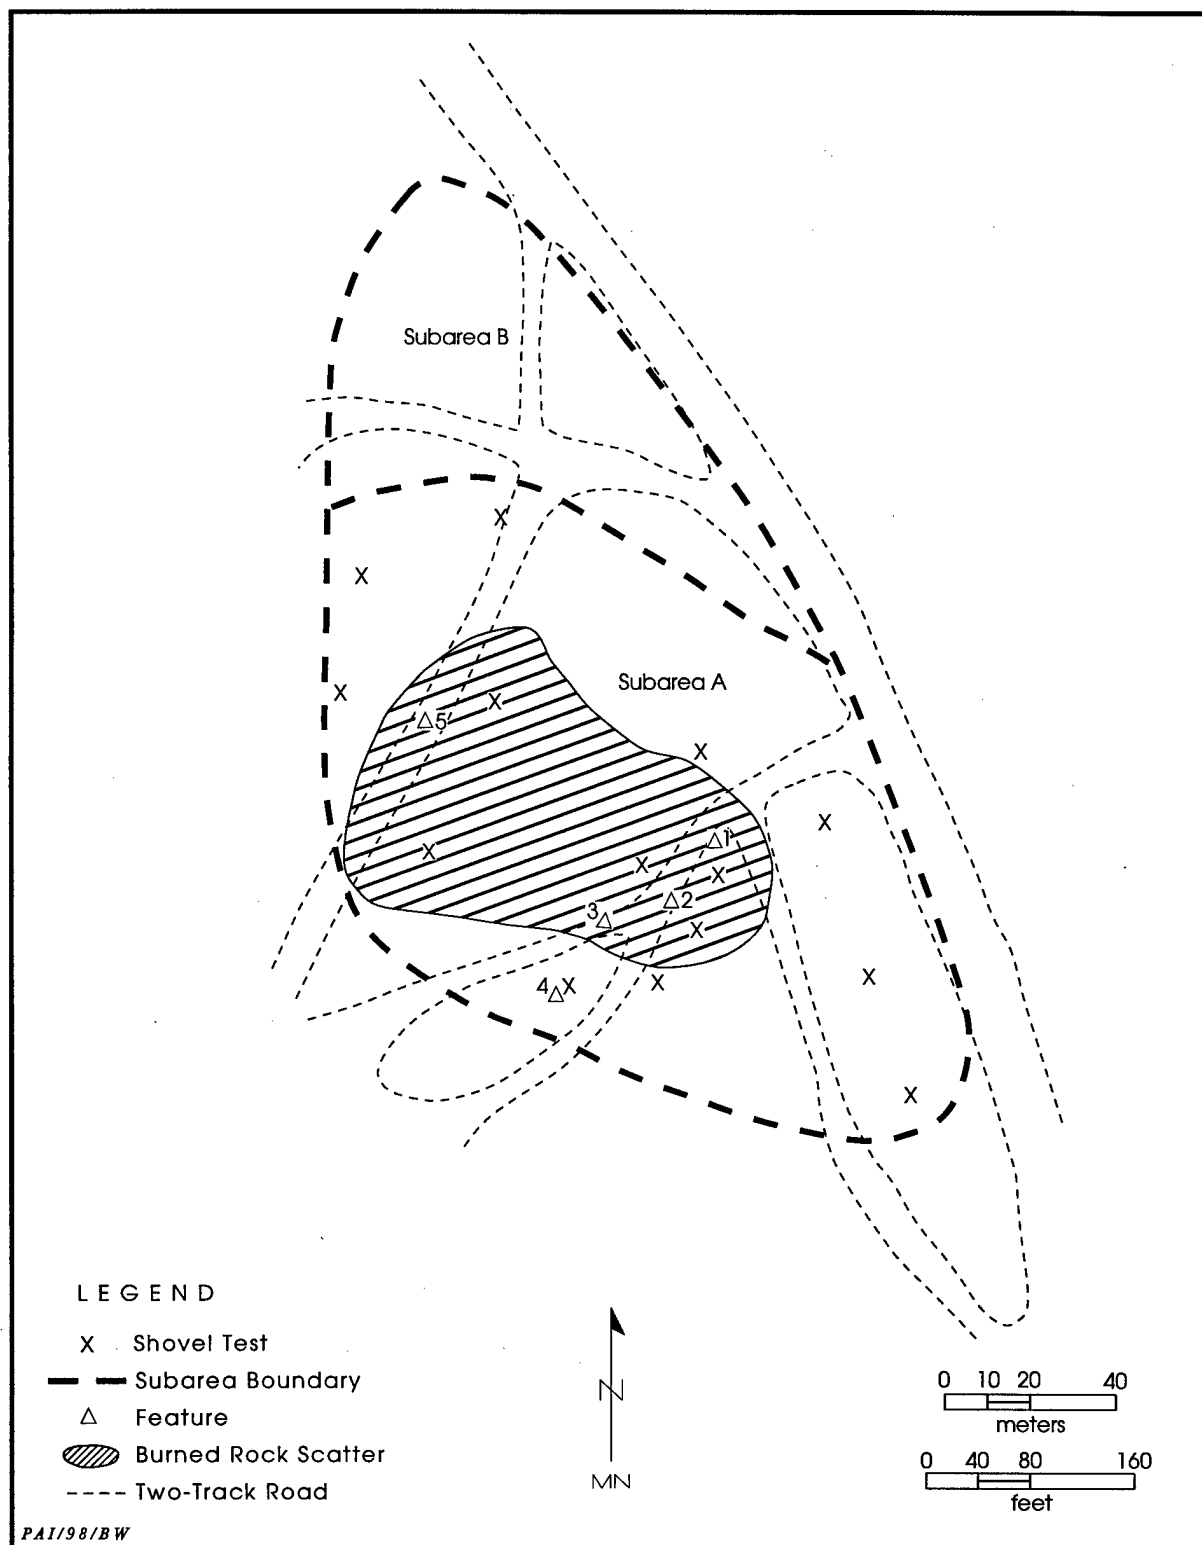 Subarea B
X
X
X
Subarea A
X
△5
X
X
△1
X
X
X
△2
X
3△
X
4△X
X
X
X
LEGEND
X Shovel Test
Subarea Boundary
△ Feature
Burned Rock Scatter
Two-Track Road
N
MN
0 10 20 40
meters
0 40 80 160
feet
PAI/98/BW